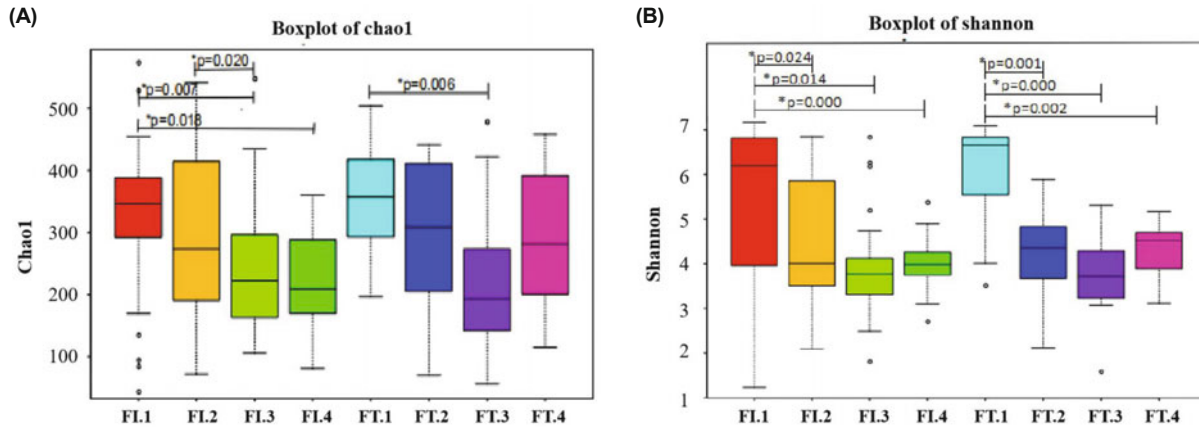 (A)
Boxplot of chao1
*p=0.020
*p=0.007
*p=0.018
*p=0.006
500
400
300
200
100
Chao1
FI.1 FI.2 FI.3 FI.4 FT.1 FT.2 FT.3 FT.4
(B)
Boxplot of shannon
*p=0.024
*p=0.014
*p=0.000
*p=0.001
*p=0.000
*p=0.002
7
6
5
4
3
2
1
Shannon
FI.1 FI.2 FI.3 FI.4 FT.1 FT.2 FT.3 FT.4